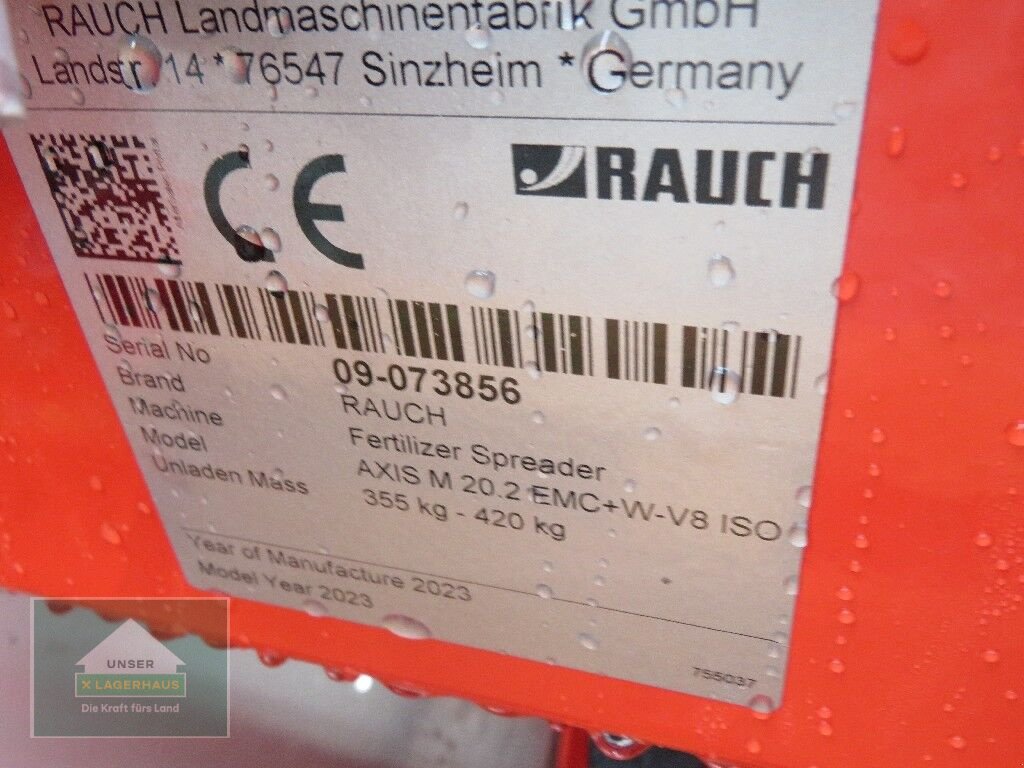 RAUCH Landmaschinenfabrik GmbH
Landstr 14 * 76547 Sinzheim * Germany
CE
RAUCH
Serial No 09-073856
Brand RAUCH
Machine Fertilizer Spreader
Model AXIS M 20.2 EMC+W-V8 ISO
Unladen Mass 355 kg - 420 kg
Year of Manufacture 2023
Model Year 2023
755037
UNSER
X LAGERHAUS
Die Kraft fürs Land